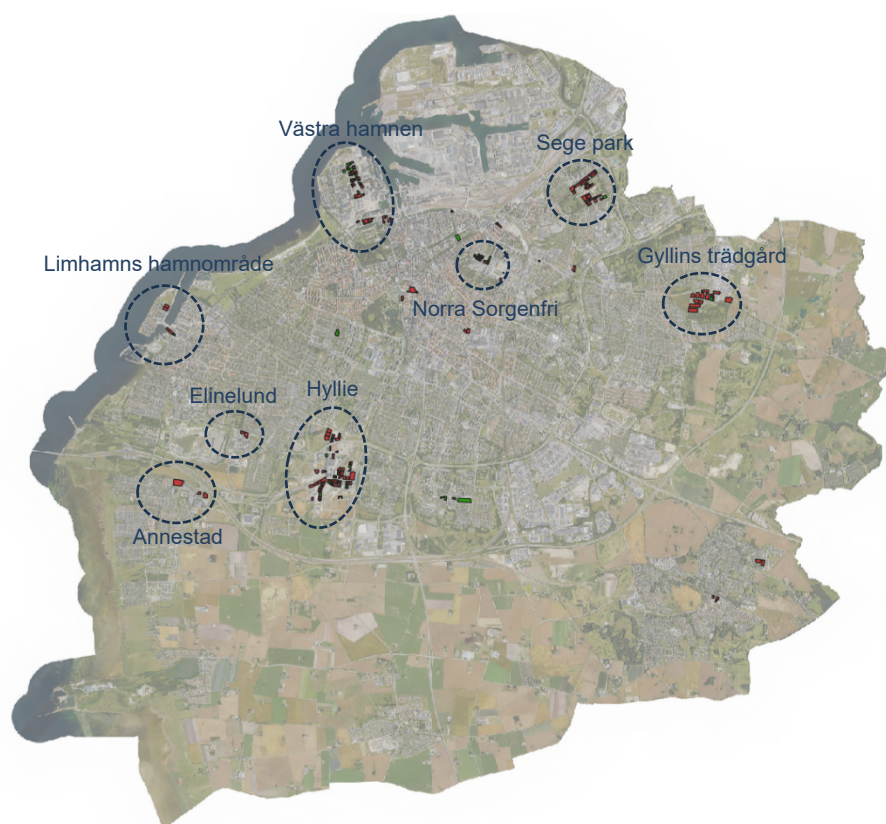 Västra hamnen
Sege park
Limhamns hamnområde
Gyllins trädgård
Norra Sorgenfri
Elinelund
Hyllie
Annestad